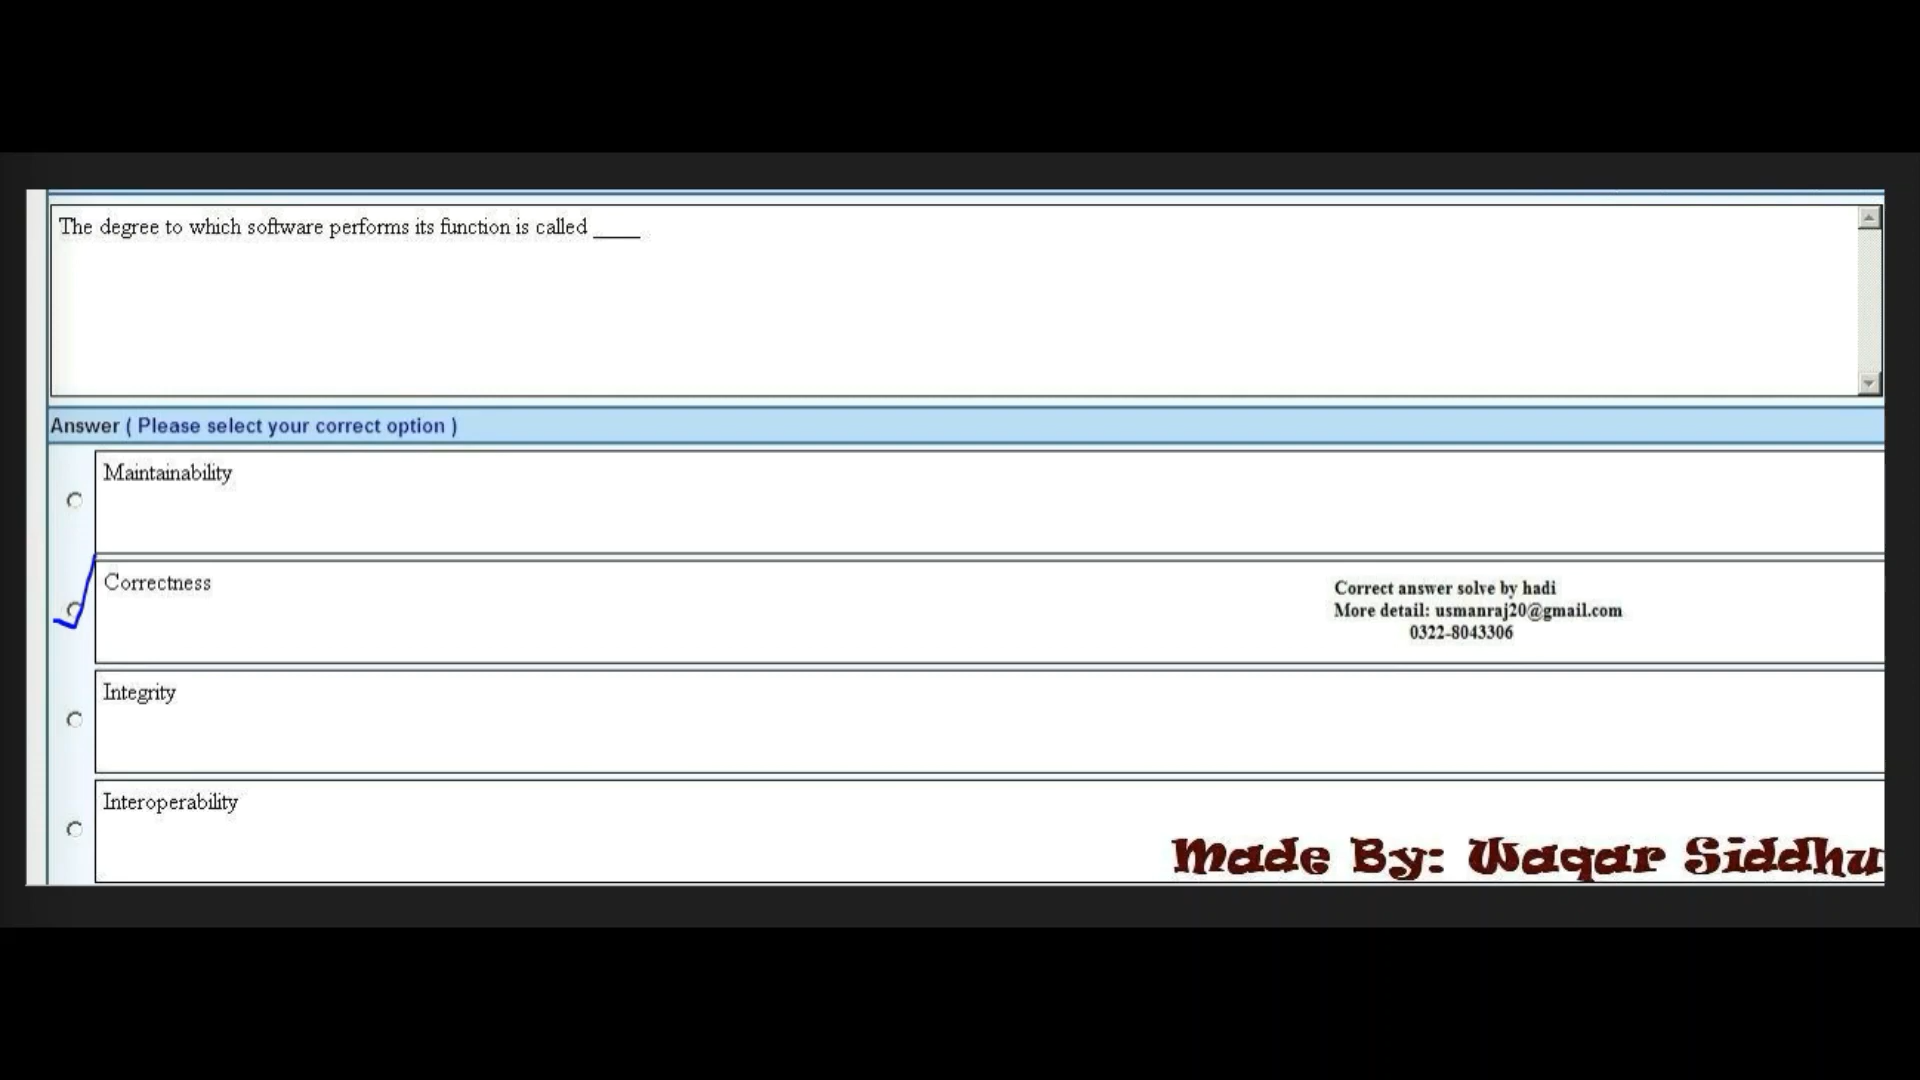 The degree to which software performs its function is called ____
Answer ( Please select your correct option )
Maintainability
Correctness
Correct answer solve by hadi
More detail: usmanraj20@gmail.com
0322-8043306
Integrity
Interoperability
Made By: Waqar Siddhu